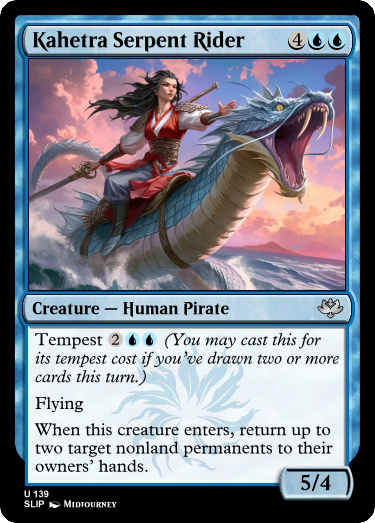 Kahetra Serpent Rider 4
Creature — Human Pirate
Tempest 2 (You may cast this for
its tempest cost if you've drawn two or more
cards this turn.)
Flying
When this creature enters, return up to
two target nonland permanents to their
owners' hands.
5/4
U 139
SLIP Midjourney